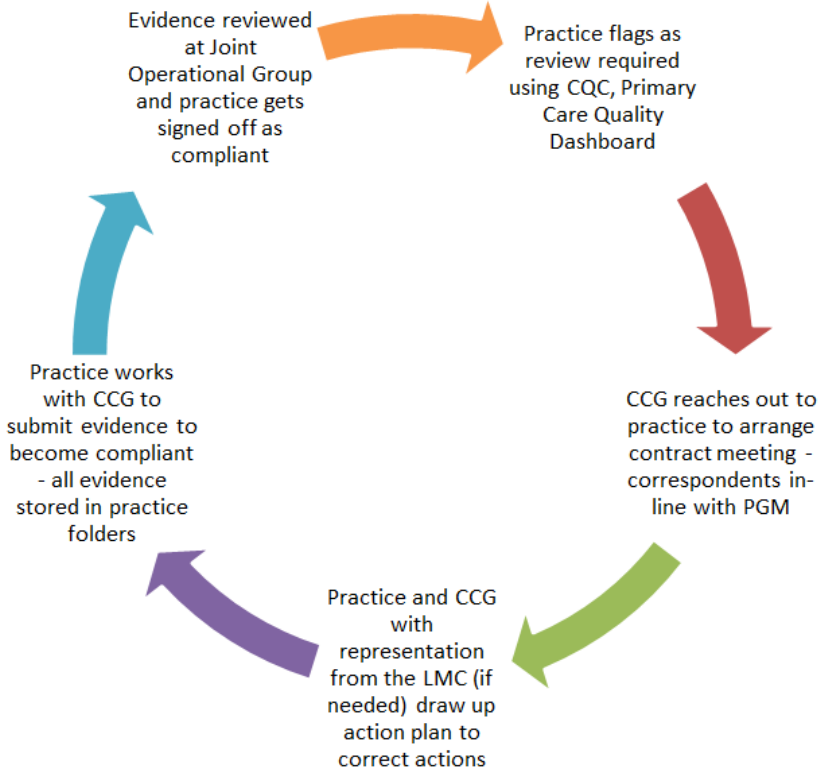 Evidence reviewed
at Joint
Operational Group
and practice gets
signed off as
compliant
Practice flags as
review required
using CQC, Primary
Care Quality
Dashboard
CCG reaches out to
practice to arrange
contract meeting -
correspondents in-
line with PGM
Practice and CCG
with
representation
from the LMC (if
needed) draw up
action plan to
correct actions
Practice works
with CCG to
submit evidence to
become compliant
- all evidence
stored in practice
folders